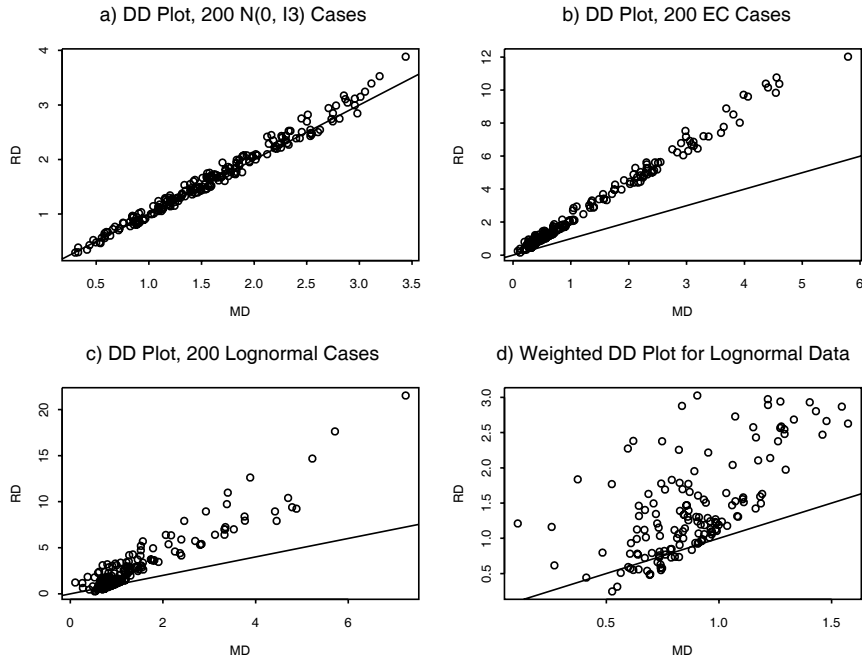 a) DD Plot, 200 N(0, I3) Cases
RD
4
3
2
1
0.5 1.0 1.5 2.0 2.5 3.0 3.5
MD
b) DD Plot, 200 EC Cases
RD
12
10
8
6
4
2
0
0 1 2 3 4 5 6
MD
c) DD Plot, 200 Lognormal Cases
RD
20
15
10
5
0
0 2 4 6
MD
d) Weighted DD Plot for Lognormal Data
RD
3.0
2.5
2.0
1.5
1.0
0.5
0.5 1.0 1.5
MD